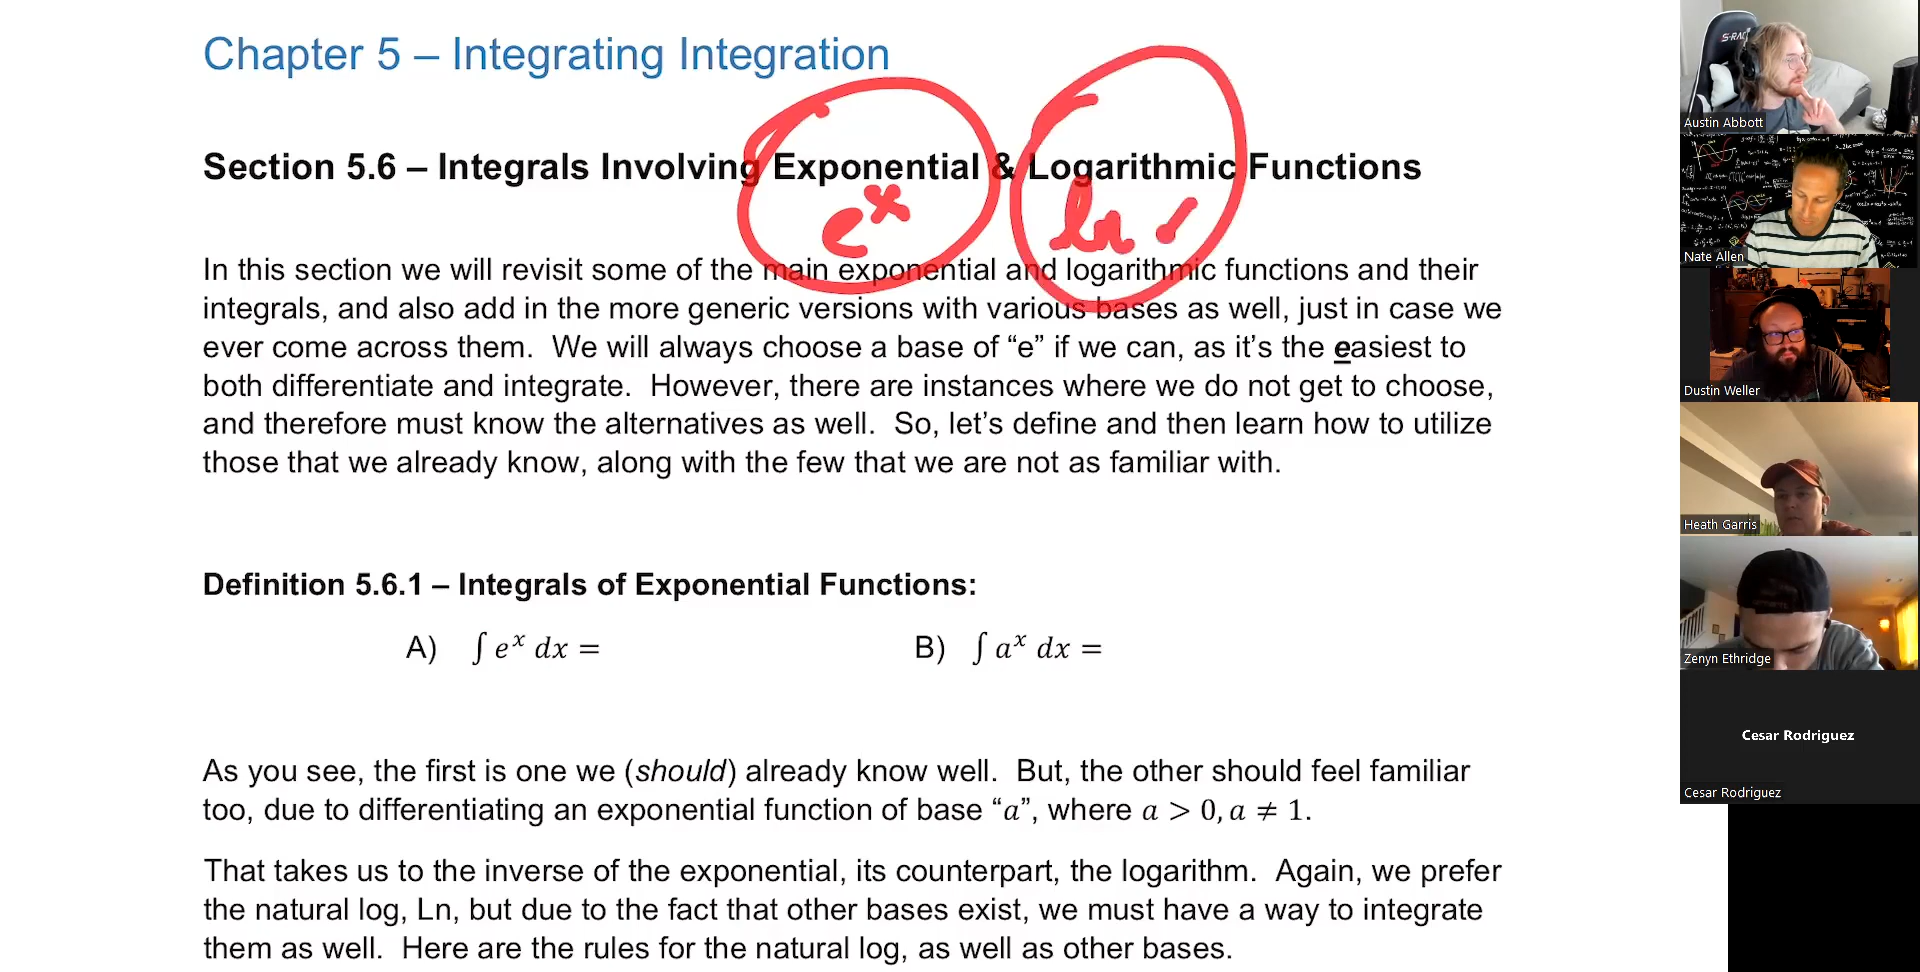 Chapter 5 – Integrating Integration
Section 5.6 – Integrals Involving Exponential & Logarithmic Functions
e^x
ln
In this section we will revisit some of the main exponential and logarithmic functions and their
integrals, and also add in the more generic versions with various bases as well, just in case we
ever come across them. We will always choose a base of “e” if we can, as it’s the easiest to
both differentiate and integrate. However, there are instances where we do not get to choose,
and therefore must know the alternatives as well. So, let’s define and then learn how to utilize
those that we already know, along with the few that we are not as familiar with.
Definition 5.6.1 – Integrals of Exponential Functions:
A) ∫ e^x dx = B) ∫ a^x dx =
As you see, the first is one we (should) already know well. But, the other should feel familiar
too, due to differentiating an exponential function of base “a”, where a > 0, a ≠ 1.
That takes us to the inverse of the exponential, its counterpart, the logarithm. Again, we prefer
the natural log, Ln, but due to the fact that other bases exist, we must have a way to integrate
them as well. Here are the rules for the natural log, as well as other bases.
Austin Abbott
Nate Allen
Dustin Weller
Heath Garris
Zenyn Ethridge
Cesar Rodriguez
Cesar Rodriguez